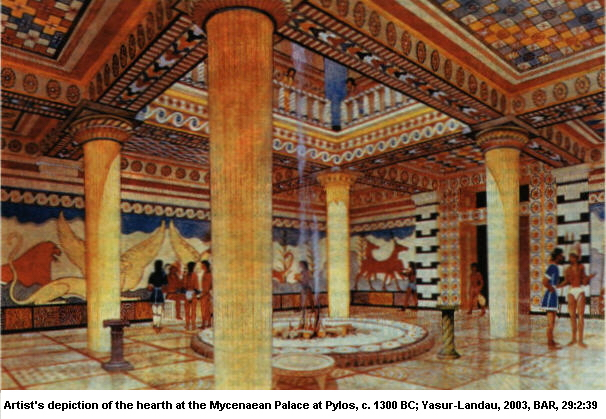 Artist's depiction of the hearth at the Mycenaean Palace at Pylos, c. 1300 BC; Yasur-Landau, 2003, BAR, 29:2:39